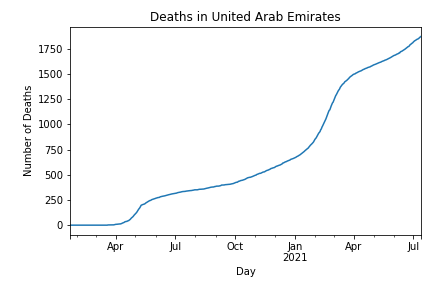 Deaths in United Arab Emirates
Number of Deaths
1750
1500
1250
1000
750
500
250
0
Apr
Jul
Oct
Jan
2021
Apr
Jul
Day